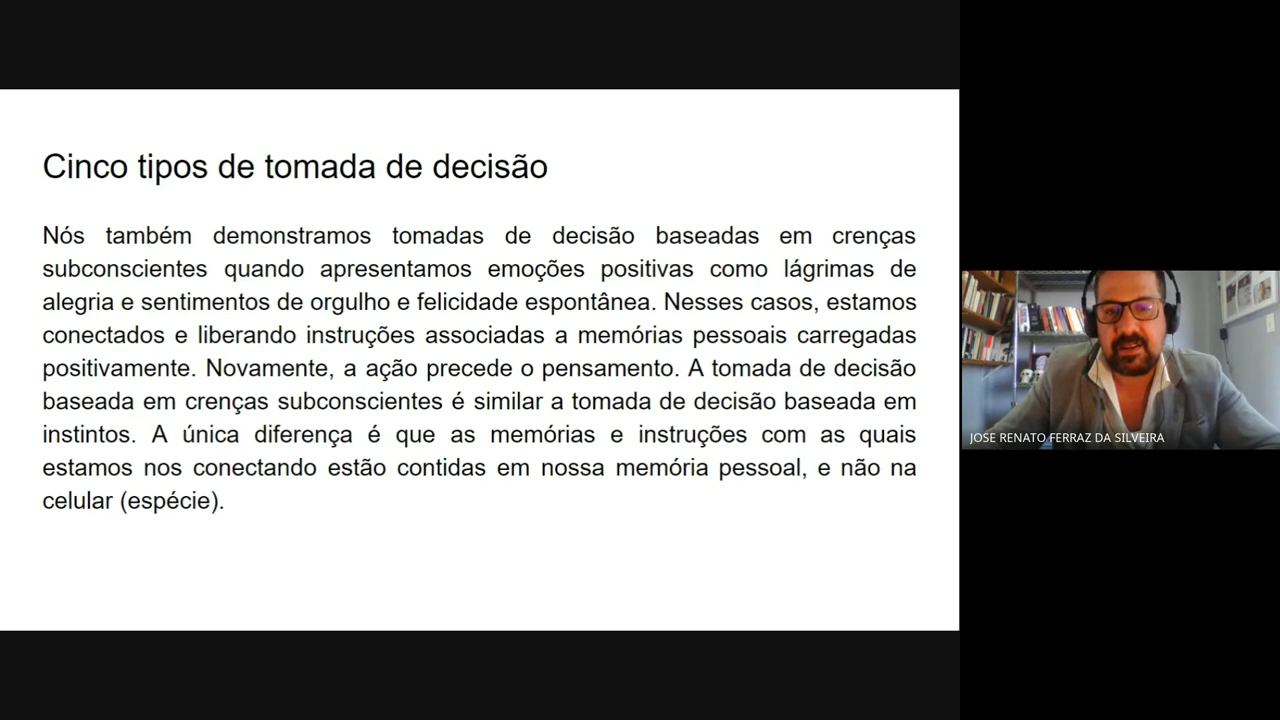 Cinco tipos de tomada de decisão
Nós também demonstramos tomadas de decisão baseadas em crenças
subconscientes quando apresentamos emoções positivas como lágrimas de
alegria e sentimentos de orgulho e felicidade espontânea. Nesses casos, estamos
conectados e liberando instruções associadas a memórias pessoais carregadas
positivamente. Novamente, a ação precede o pensamento. A tomada de decisão
baseada em crenças subconscientes é similar a tomada de decisão baseada em
instintos. A única diferença é que as memórias e instruções com as quais
estamos nos conectando estão contidas em nossa memória pessoal, e não na
celular (espécie).
JOSE RENATO FERRAZ DA SILVEIRA